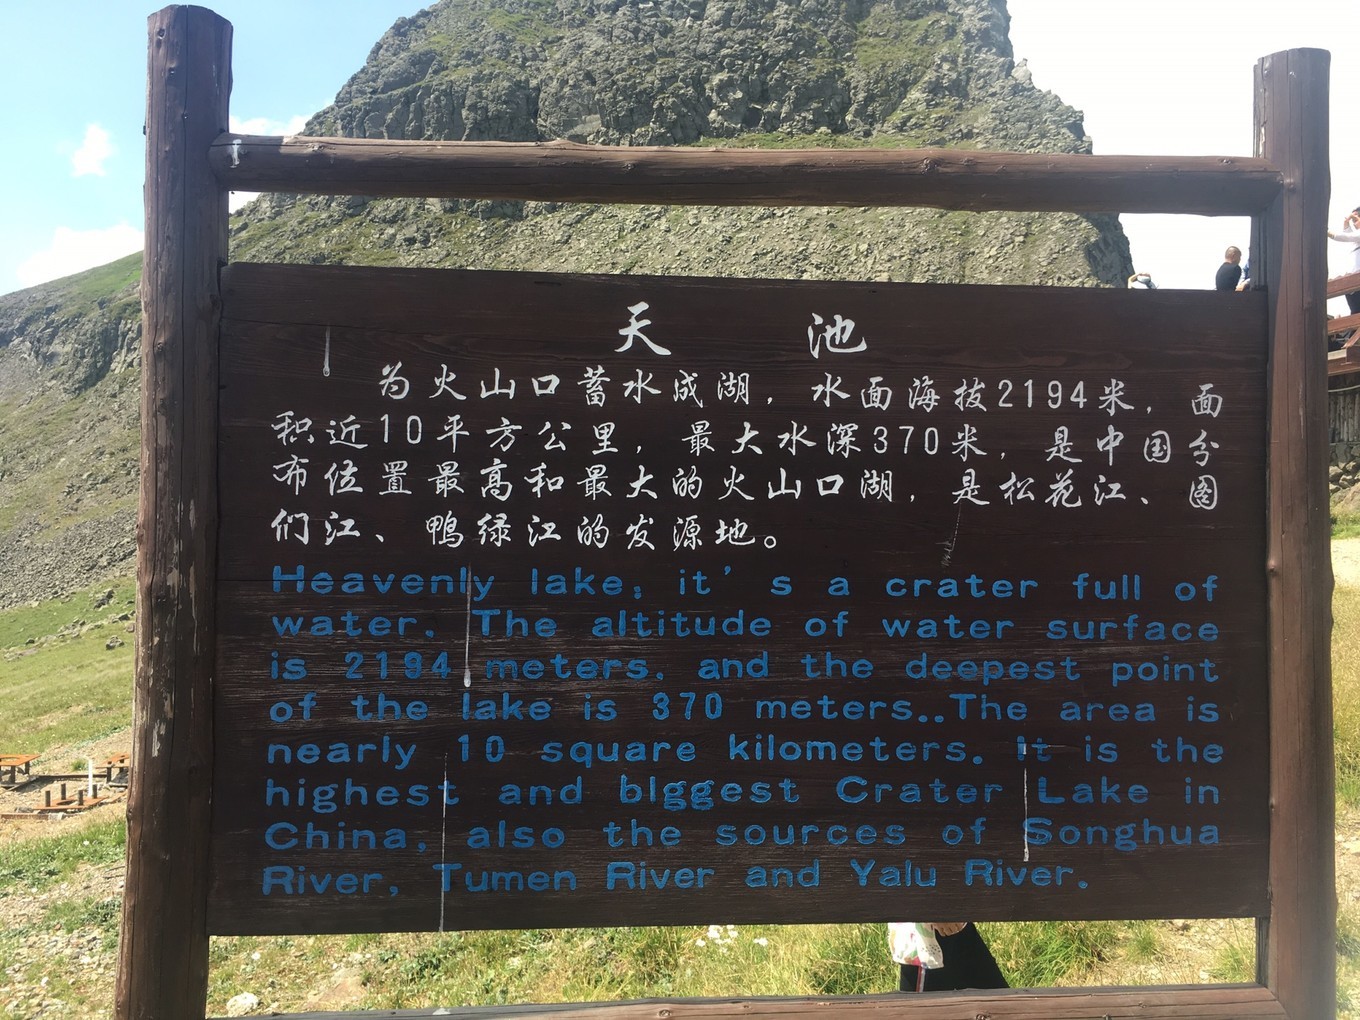 天池
为火山口蓄水成湖，水面海拔2194米，面
积近10平方公里，最大水深370米，是中国分
布位置最高和最大的火山口湖，是松花江、图
们江、鸭绿江的发源地。
Heavenly lake; it's a crater full of
water. The altitude of water surface
is 2194 meters, and the deepest point
of the lake is 370 meters..The area is
nearly 10 square kilometers. It is the
highest and biggest Crater Lake in
China, also the sources of Songhua
River, Tumen River and Yalu River.